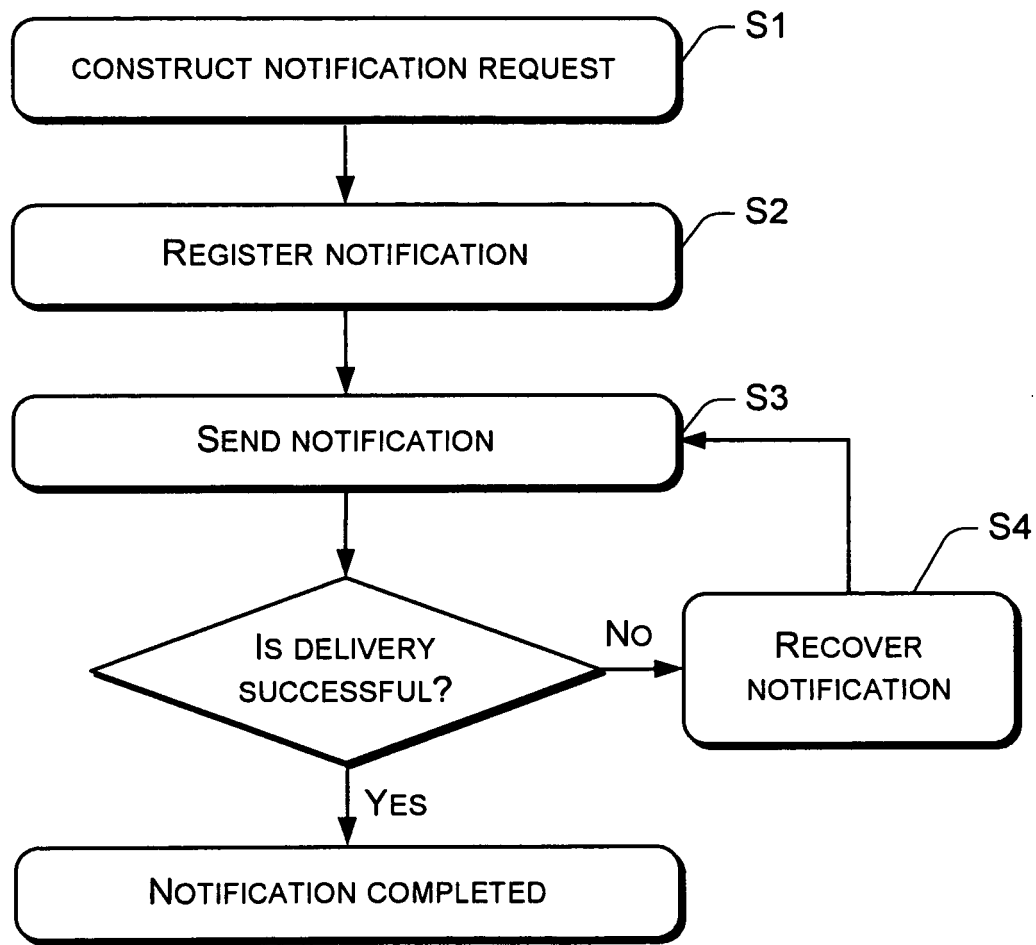 S1
CONSTRUCT NOTIFICATION REQUEST
S2
REGISTER NOTIFICATION
S3
SEND NOTIFICATION
S4
IS DELIVERY
SUCCESSFUL?
NO
RECOVER
NOTIFICATION
YES
NOTIFICATION COMPLETED